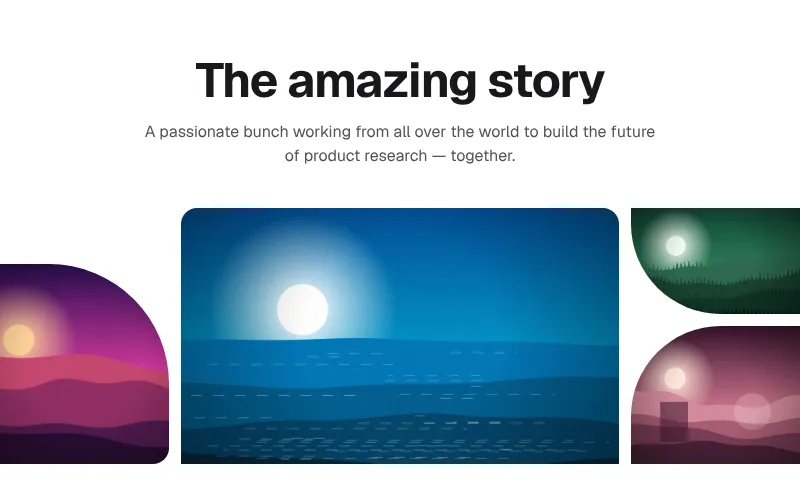 The amazing story
A passionate bunch working from all over the world to build the future
of product research — together.